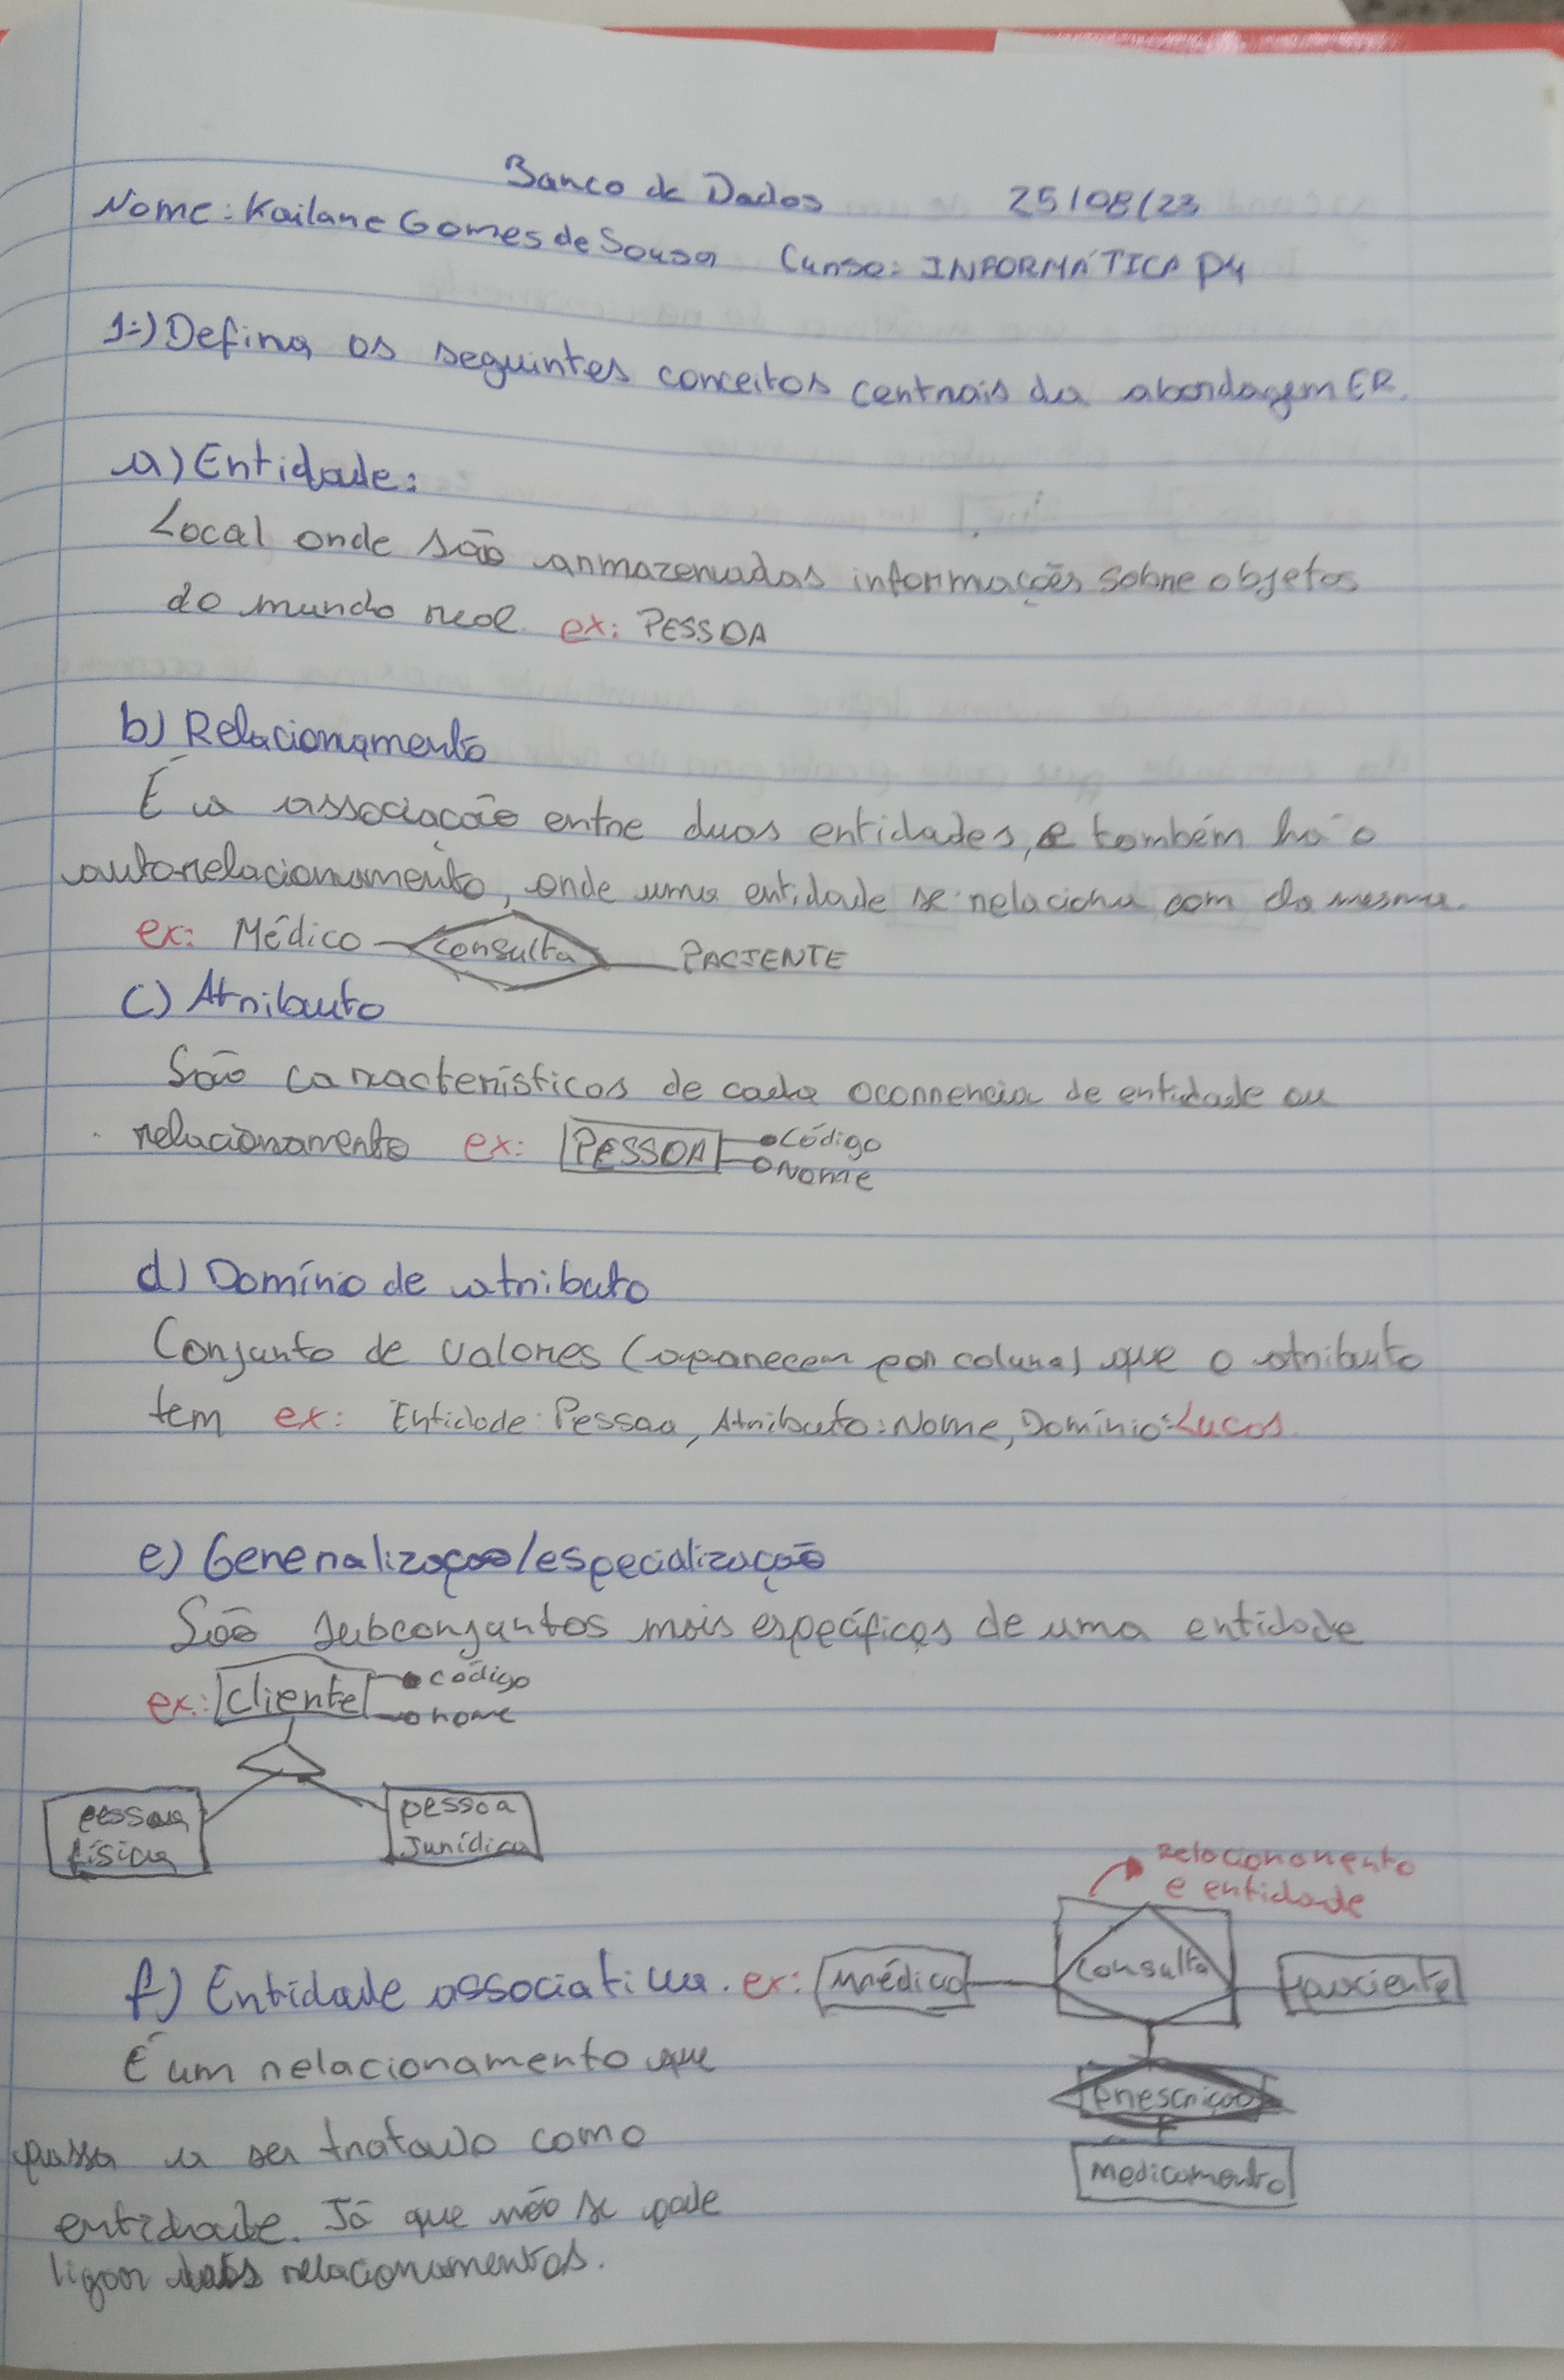 Banco de Dados 25/08/23
Nome: Kailane Gomes de Sousa Curso: INFORMÁTICA P4
1-) Defina os seguintes conceitos centrais da abordagem ER.
a) Entidade:
Local onde são armazenadas informações sobre objetos
do mundo real. ex: PESSOA
b) Relacionamento
É a associação entre duas entidades, e também há o
autorelacionamento, onde uma entidade se relaciona com ela mesma.
ex: Médico consulta PACIENTE
c) Atributo
São características de cada ocorrencia de entidade ou
relacionamento ex: PESSOA código
nome
d) Domínio de atributo
Conjunto de valores (aparecem por coluna) que o atributo
tem ex: Entidade: Pessoa, Atributo: Nome, Domínio: Lucas.
e) Generalização/especialização
São subconjuntos mais específicos de uma entidade
ex.: cliente código
nome
pessoa física
pessoa Jurídica
Relacionamento
e entidade
f) Entidade associativa. ex: médico consulta paciente
É um relacionamento que
prescrição
passa a ser tratado como
medicamento
entidade. Já que não se pode
ligar dois relacionamentos.